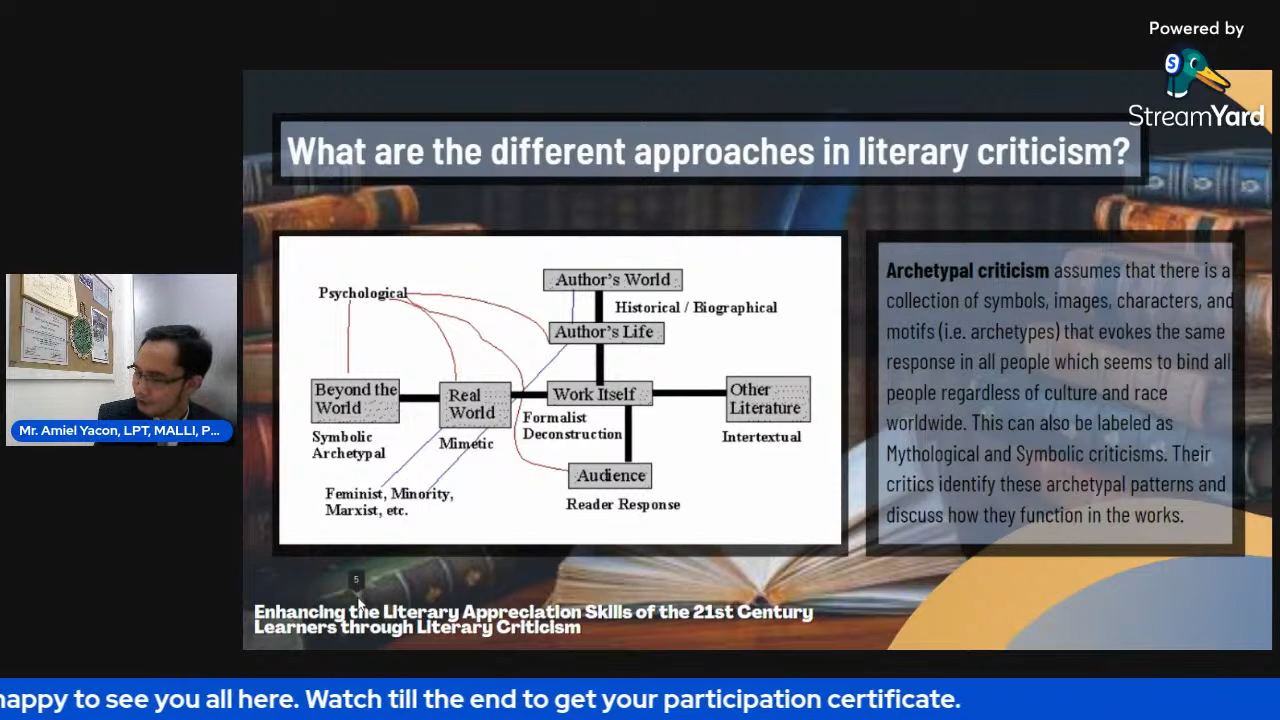 Powered by
StreamYard
What are the different approaches in literary criticism?
Psychological
Author's World
Historical / Biographical
Author's Life
Beyond the
World
Real
World
Work Itself
Other
Literature
Symbolic
Archetypal
Mimetic
Formalist
Deconstruction
Intertextual
Audience
Feminist, Minority,
Marxist, etc.
Reader Response
Archetypal criticism assumes that there is a
collection of symbols, images, characters, and
motifs (i.e. archetypes) that evokes the same
response in all people which seems to bind all
people regardless of culture and race
worldwide. This can also be labeled as
Mythological and Symbolic criticisms. Their
critics identify these archetypal patterns and
discuss how they function in the works.
Mr. Amiel Yacon, LPT, MALLI, P...
5
Enhancing the Literary Appreciation Skills of the 21st Century
Learners through Literary Criticism
happy to see you all here. Watch till the end to get your participation certificate.